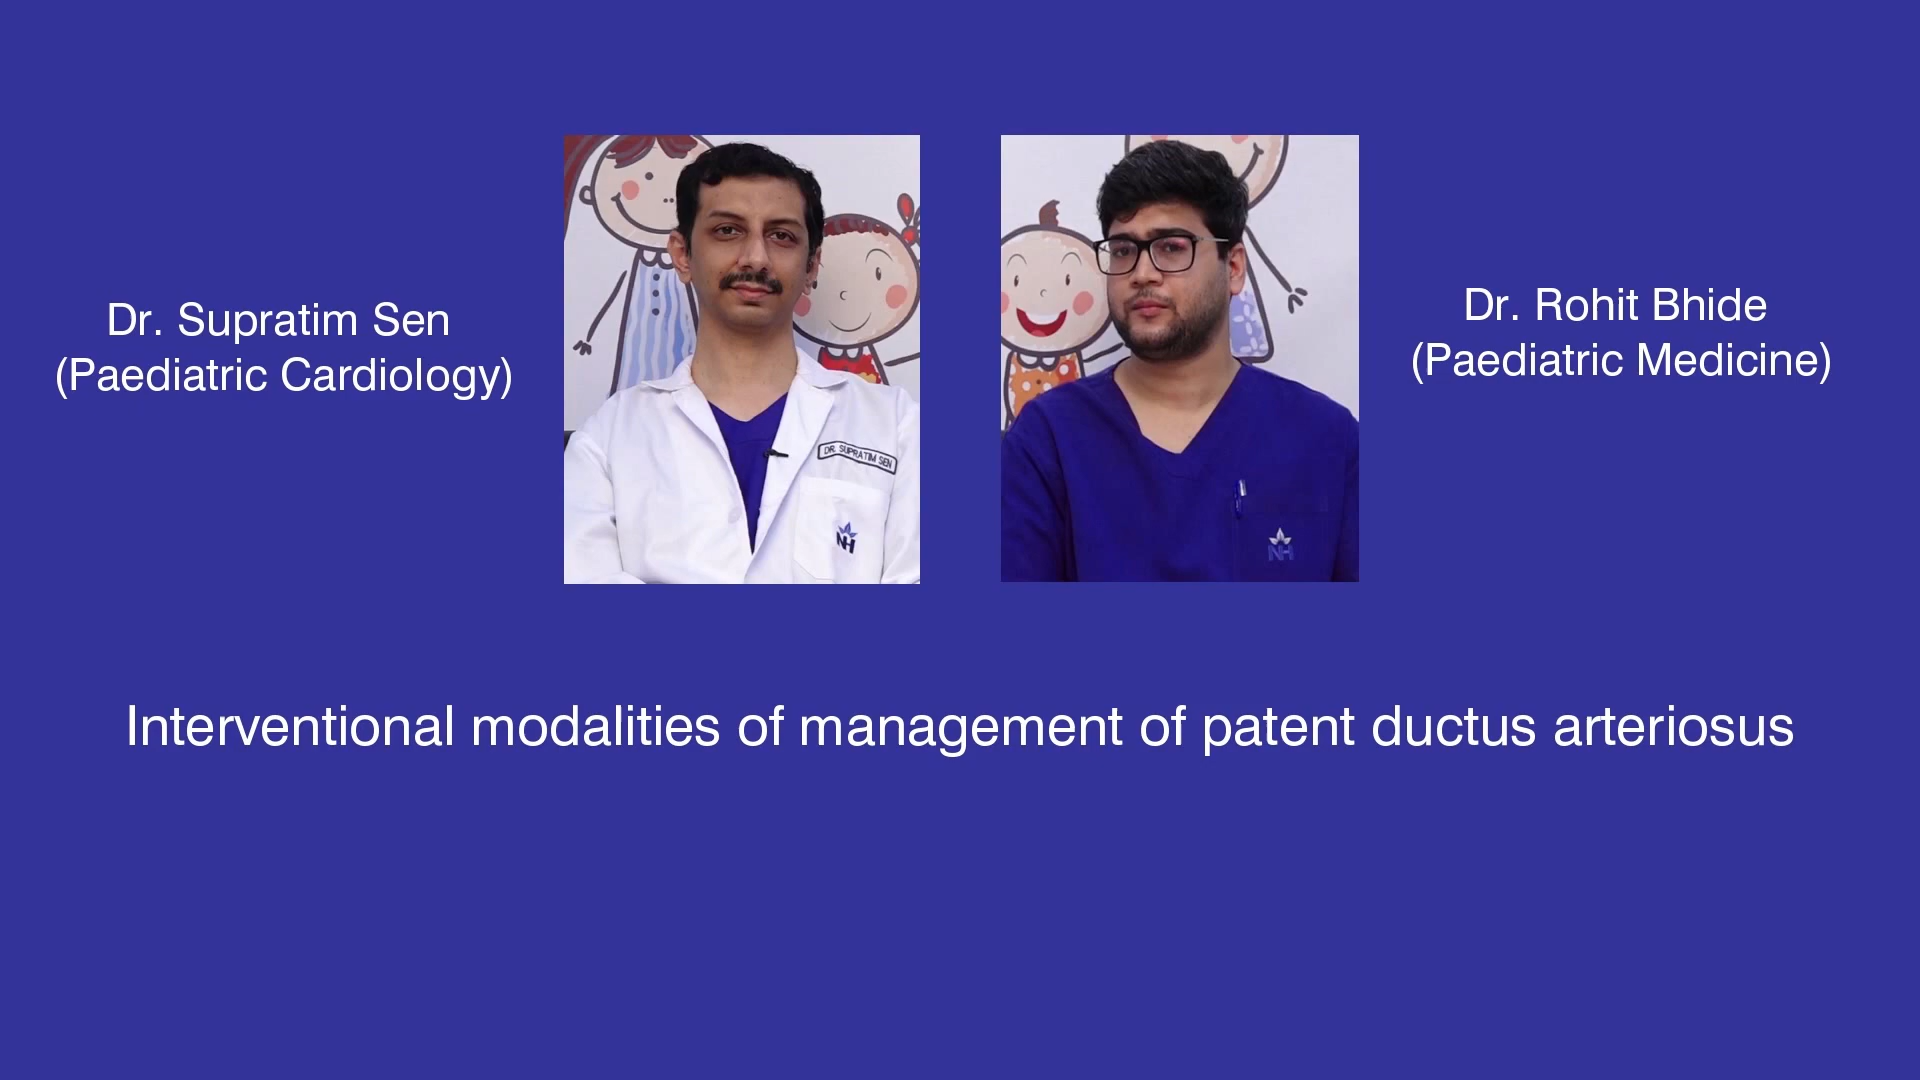 Dr. Supratim Sen
(Paediatric Cardiology)
DR. SUPRATIM SEN
NH
NH
Dr. Rohit Bhide
(Paediatric Medicine)
Interventional modalities of management of patent ductus arteriosus